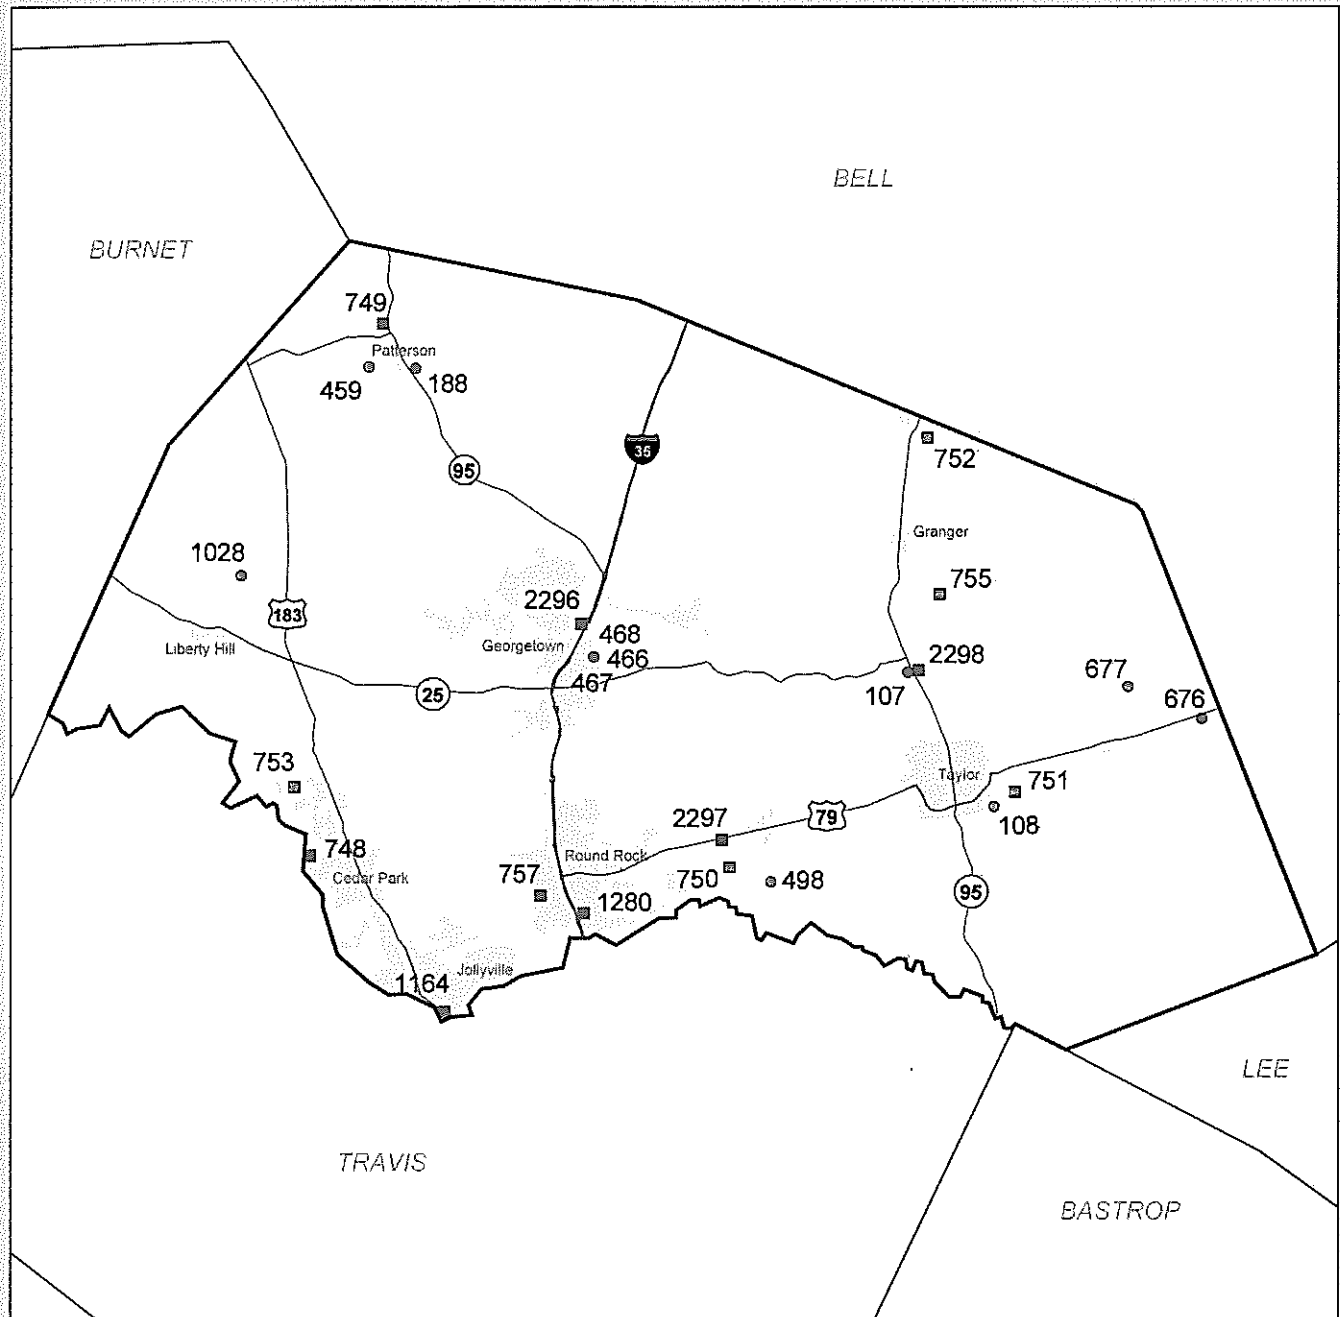 BELL
BURNET
749
Patterson
459
188
35
752
95
Granger
1028
755
2296
183
468
Georgetown
466
2298
Liberty Hill
677
467
107
25
676
753
Taylor
751
2297
79
108
748
Round Rock
Cedar Park
757
750
498
1280
95
Jollyville
1164
LEE
TRAVIS
BASTROP